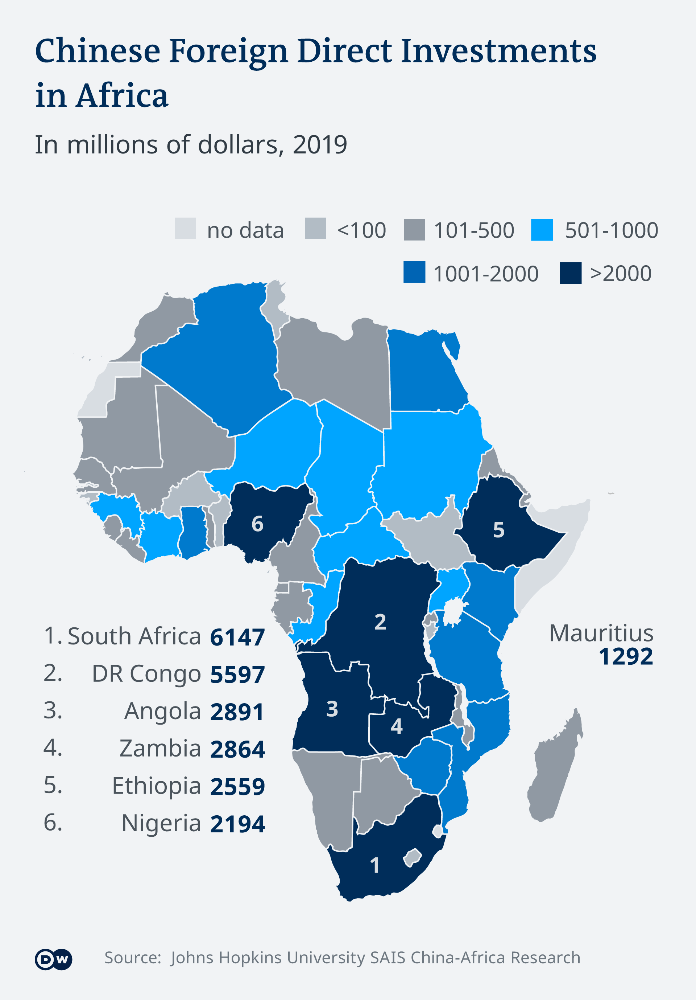 Chinese Foreign Direct Investments
in Africa
In millions of dollars, 2019
no data <100 101-500 501-1000
1001-2000 >2000
6
5
2
3
4
1
1. South Africa 6147
2. DR Congo 5597
3. Angola 2891
4. Zambia 2864
5. Ethiopia 2559
6. Nigeria 2194
Mauritius
1292
DW Source: Johns Hopkins University SAIS China-Africa Research